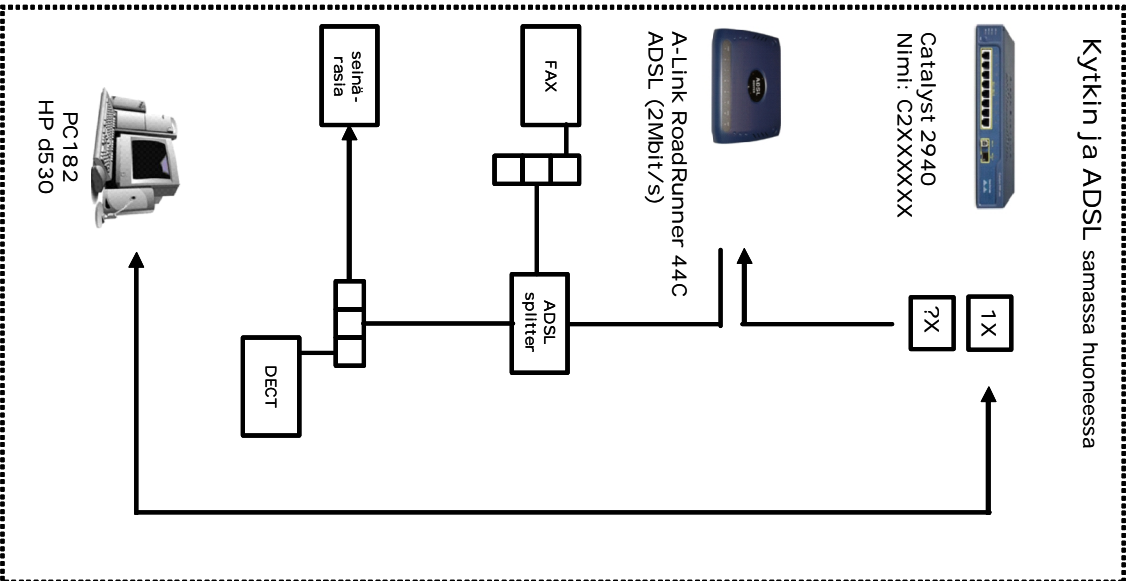 Kytkin ja ADSL samassa huoneessa
Catalyst 2940
Nimi: C2XXXXXX
1X
?X
A-Link RoadRunner 44C
ADSL (2Mbit/s)
ADSL
FAX
ADSL
splitter
seinä-
rasia
DECT
PC182
HP d530